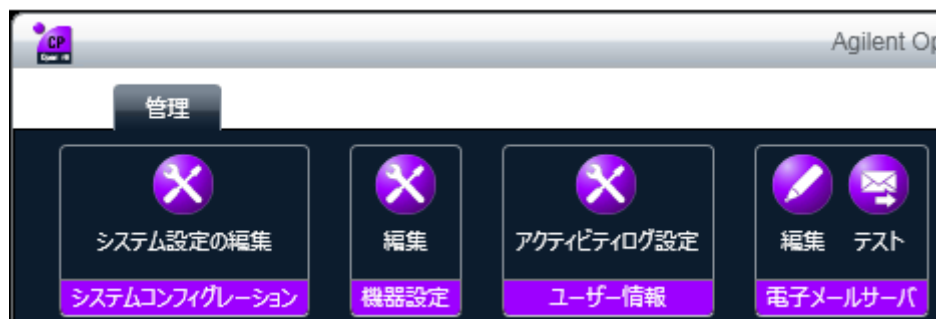 CP
Agilent Op
管理
システム設定の編集
編集
アクティビティログ設定
編集 テスト
システムコンフィグレーション
機器設定
ユーザー情報
電子メールサーバ